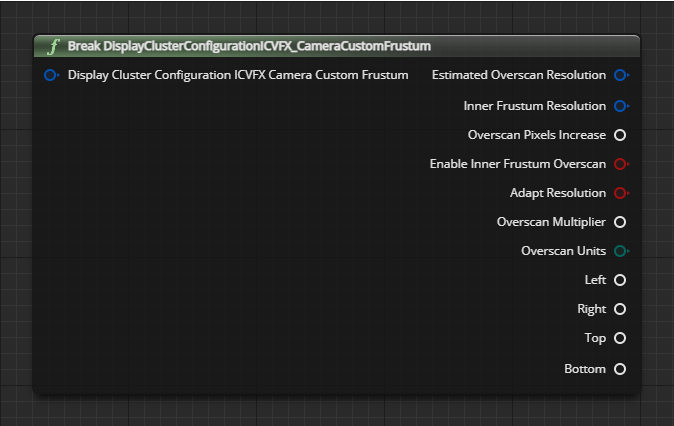 f Break DisplayClusterConfigurationICVFX_CameraCustomFrustum
Display Cluster Configuration ICVFX Camera Custom Frustum
Estimated Overscan Resolution
Inner Frustum Resolution
Overscan Pixels Increase
Enable Inner Frustum Overscan
Adapt Resolution
Overscan Multiplier
Overscan Units
Left
Right
Top
Bottom